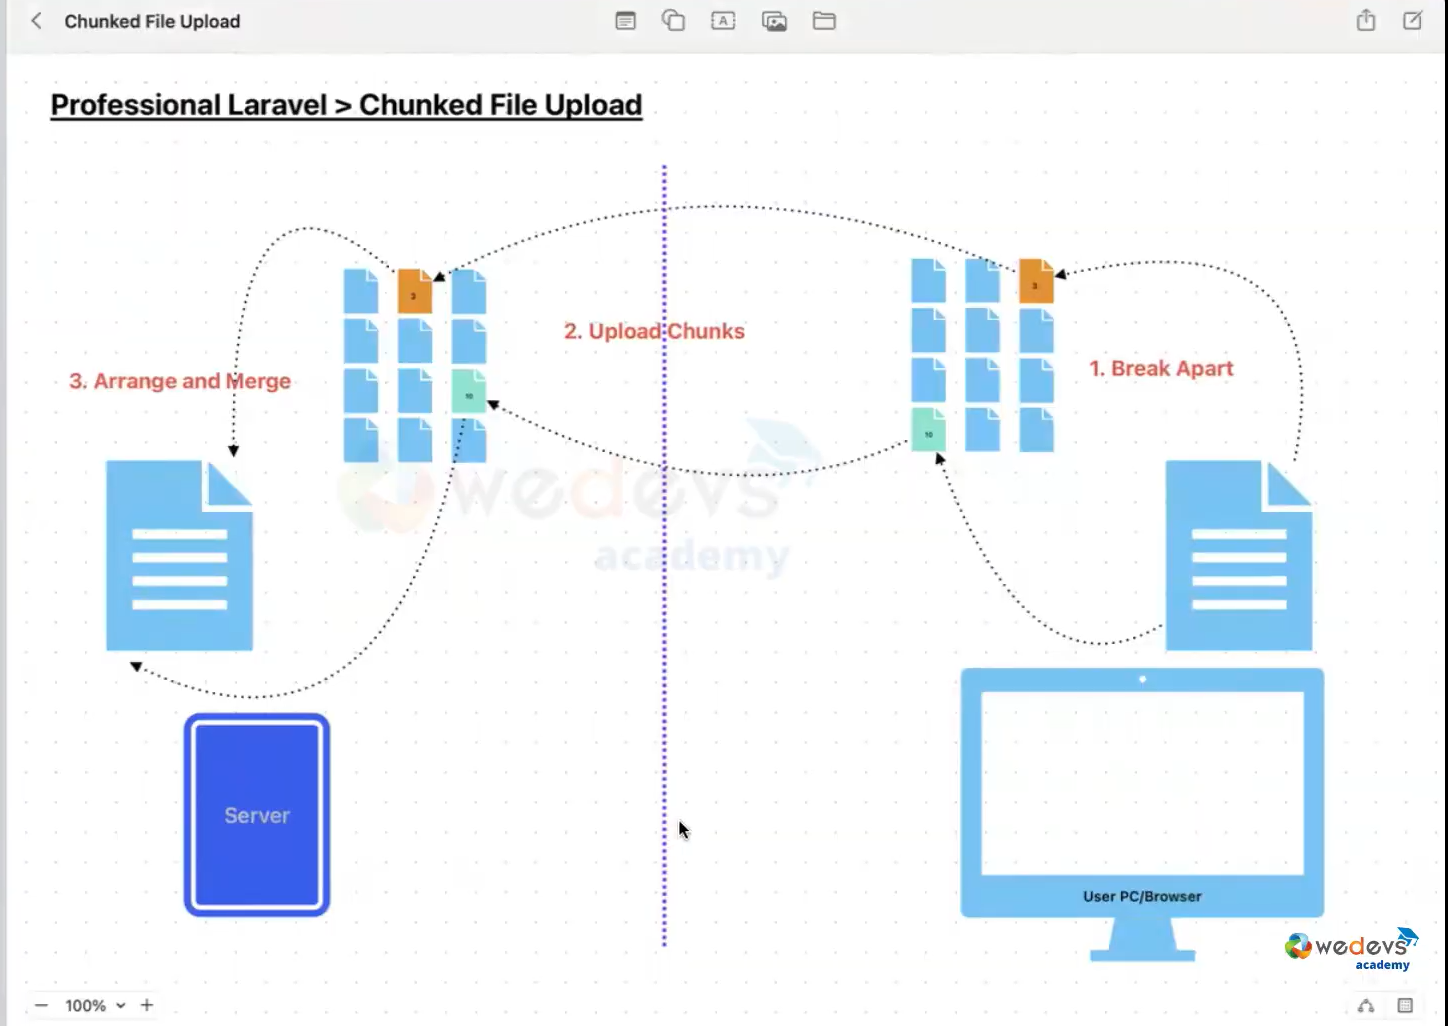 Chunked File Upload
A
Professional Laravel > Chunked File Upload
3
3
2. Upload Chunks
1. Break Apart
3. Arrange and Merge
10
10
wedevs
academy
Server
User PC/Browser
wedevs
academy
100%